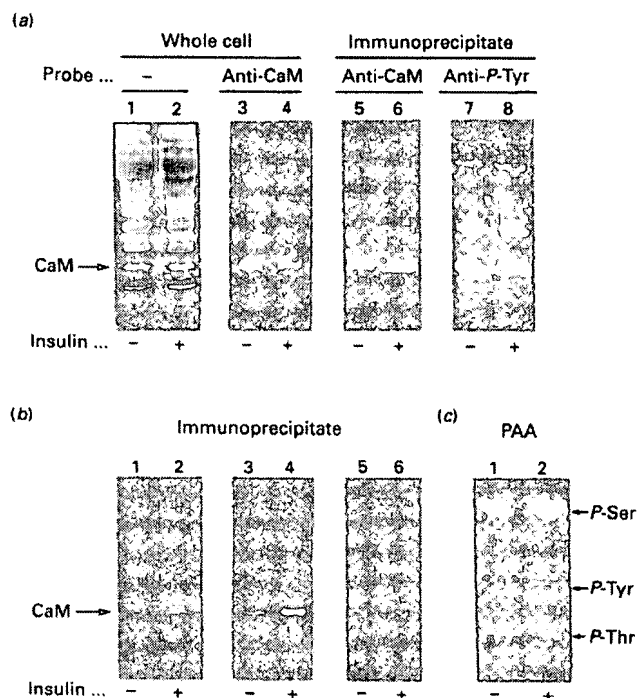 (a)
Whole cell Immunoprecipitate
Probe ... – Anti-CaM Anti-CaM Anti-P-Tyr
1 2 3 4 5 6 7 8
CaM
Insulin ... – + – + – + – +
(b) Immunoprecipitate (c) PAA
1 2 3 4 5 6 1 2
P-Ser
CaM P-Tyr
P-Thr
Insulin ... – + – + – + – +